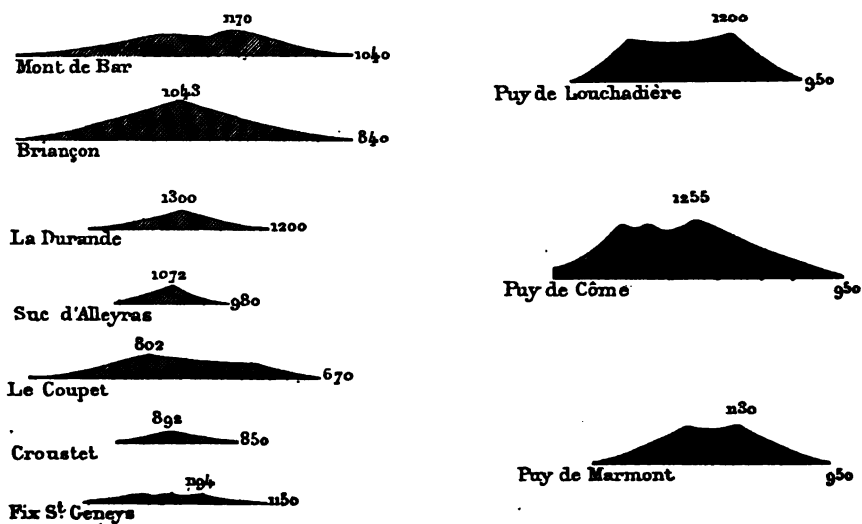 1170
1040
Mont de Bar
1043
840
Briançon
1300
1200
La Durande
1072
980
Suc d'Alleyras
802
670
Le Coupet
892
850
Croustet
1194
1150
Fix St. Geneys
1200
950
Puy de Louchadière
1255
950
Puy de Côme
1130
950
Puy de Marmont